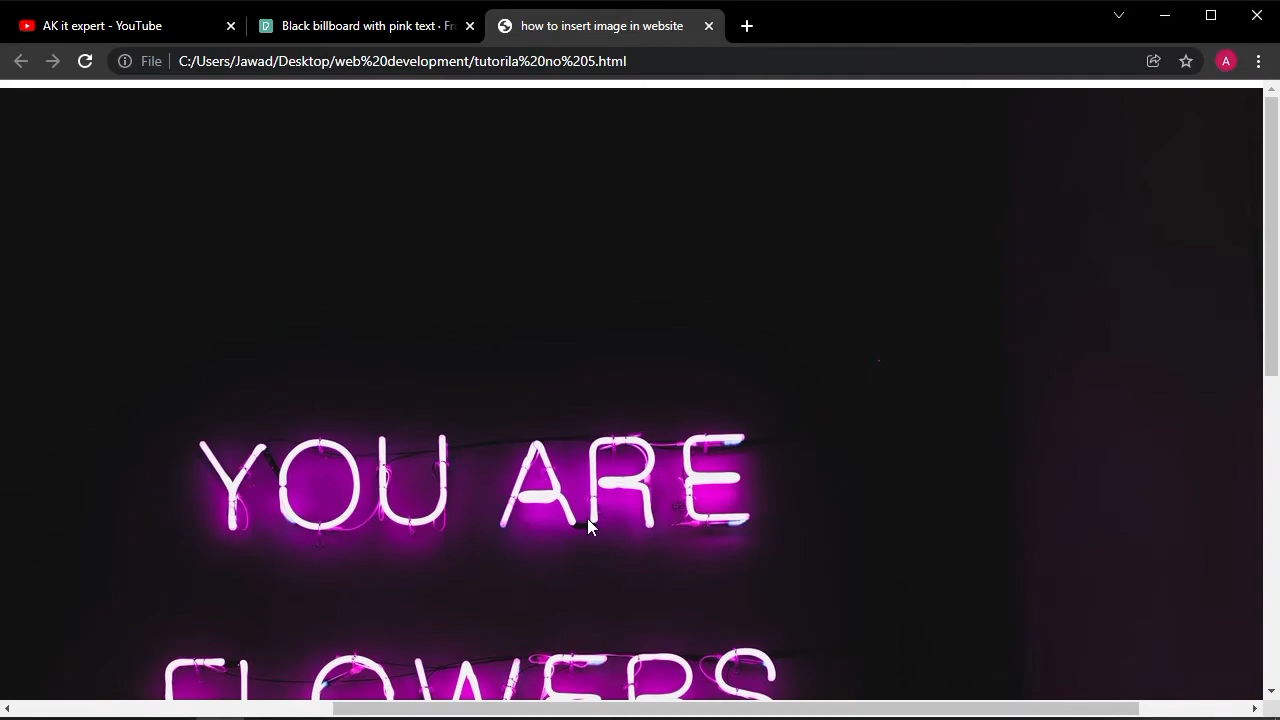 AK it expert - YouTube
Black billboard with pink text · Fr
how to insert image in website
File
C:/Users/Jawad/Desktop/web%20development/tutorila%20no%205.html
A
YOU ARE
FLOWERS